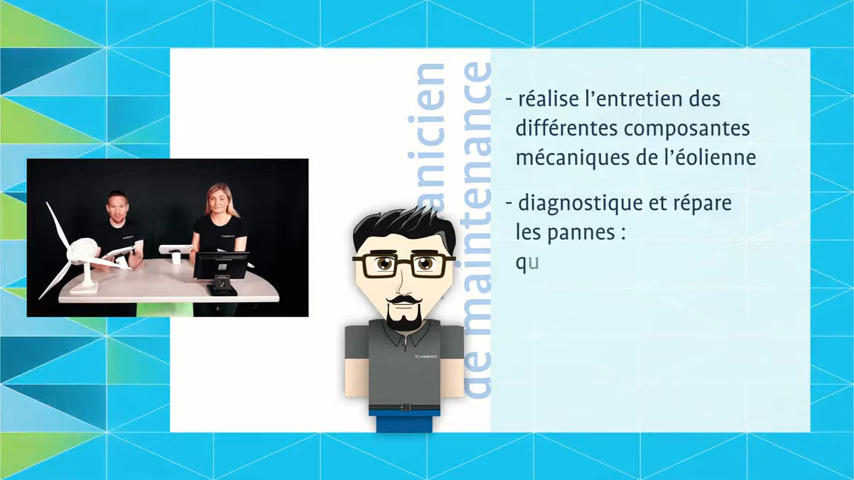 anicien
de maintenance
- réalise l'entretien des
différentes composantes
mécaniques de l'éolienne
- diagnostique et répare
les pannes :
qu